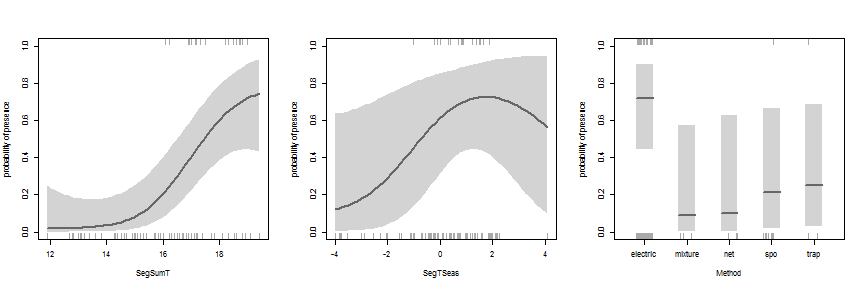 probability of presence
0.0 0.2 0.4 0.6 0.8 1.0
12 14 16 18
SegSumT
probability of presence
0.0 0.2 0.4 0.6 0.8 1.0
-4 -2 0 2 4
SegTSeas
probability of presence
0.0 0.2 0.4 0.6 0.8 1.0
electric mixture net spo trap
Method